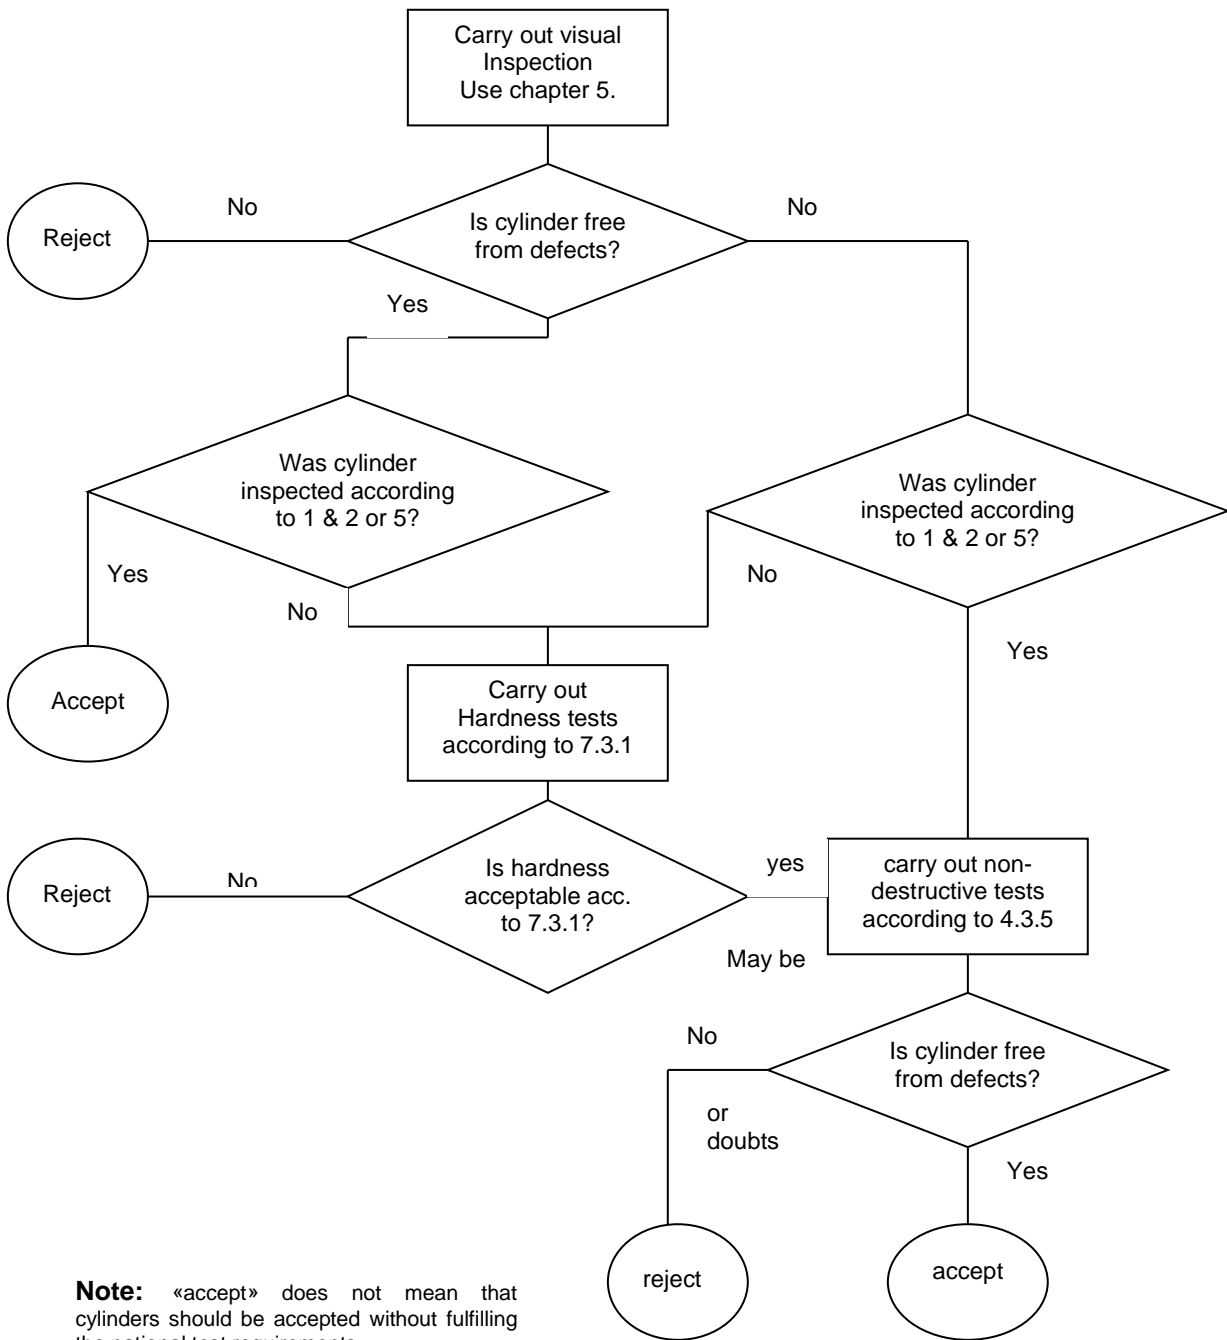 Carry out visual
Inspection
Use chapter 5.
No
No
Reject
Is cylinder free
from defects?
Yes
Was cylinder
inspected according
to 1 & 2 or 5?
Was cylinder
inspected according
to 1 & 2 or 5?
Yes
No
No
Yes
Accept
Carry out
Hardness tests
according to 7.3.1
Reject
No
Is hardness
acceptable acc.
to 7.3.1?
yes
May be
carry out non-
destructive tests
according to 4.3.5
No
or
doubts
Is cylinder free
from defects?
Yes
reject
accept
Note: «accept» does not mean that
cylinders should be accepted without fulfilling
the national test requirements